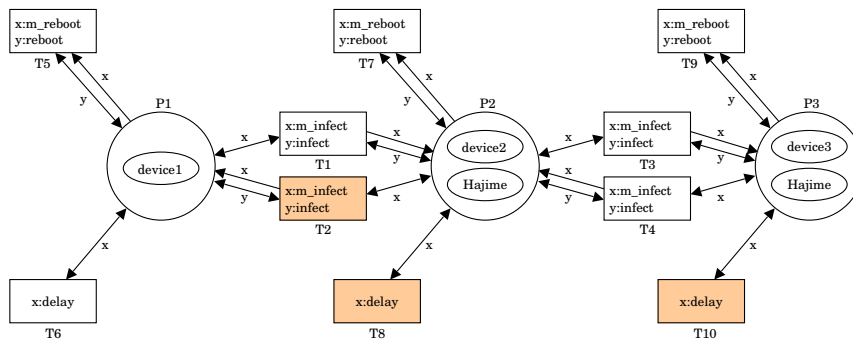 x:m_reboot
y:reboot
T5
x:m_reboot
y:reboot
T7
x:m_reboot
y:reboot
T9
x
y
x
y
x
y
P1
P2
P3
device1
device2
Hajime
device3
Hajime
x
x:m_infect
y:infect
T1
x
y
x
y
x:m_infect
y:infect
T2
x
x
x:m_infect
y:infect
T3
x
y
x
y
x:m_infect
y:infect
T4
x
x
x
x
x:delay
T6
x:delay
T8
x:delay
T10